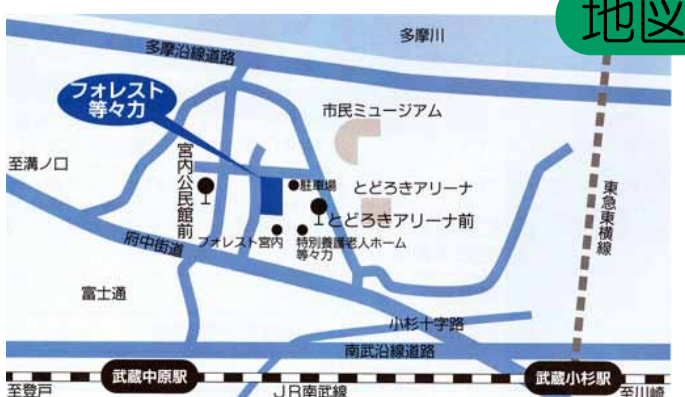 地図
多摩川
多摩沿線道路
フォレスト
等々力
市民ミュージアム
至溝ノ口
宮内公民館前
駐車場
とどろきアリーナ
とどろきアリーナ前
東急東横線
府中街道
フォレスト宮内
特別養護老人ホーム
等々力
富士通
小杉十字路
南武沿線道路
武蔵中原駅
武蔵小杉駅
至登戸
JR南武線
至川崎